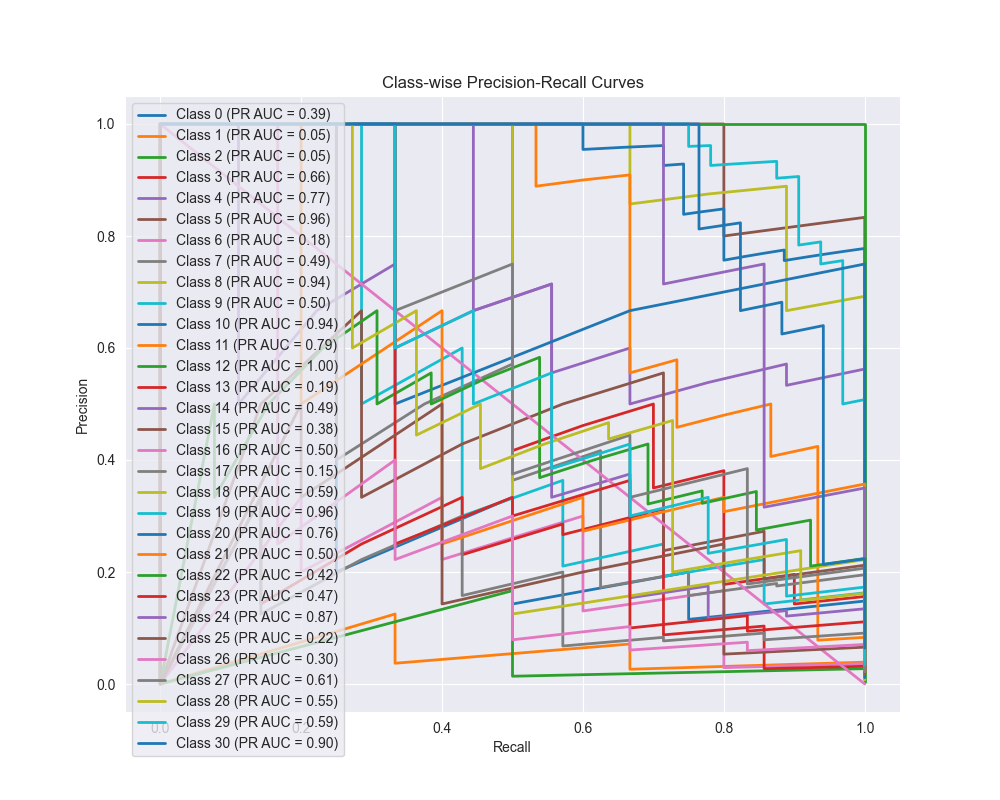 Class-wise Precision-Recall Curves
Precision
1.0
0.8
0.6
0.4
0.2
0.0
Class 0 (PR AUC = 0.39)
Class 1 (PR AUC = 0.05)
Class 2 (PR AUC = 0.05)
Class 3 (PR AUC = 0.66)
Class 4 (PR AUC = 0.77)
Class 5 (PR AUC = 0.96)
Class 6 (PR AUC = 0.18)
Class 7 (PR AUC = 0.49)
Class 8 (PR AUC = 0.94)
Class 9 (PR AUC = 0.50)
Class 10 (PR AUC = 0.94)
Class 11 (PR AUC = 0.79)
Class 12 (PR AUC = 1.00)
Class 13 (PR AUC = 0.19)
Class 14 (PR AUC = 0.49)
Class 15 (PR AUC = 0.38)
Class 16 (PR AUC = 0.50)
Class 17 (PR AUC = 0.15)
Class 18 (PR AUC = 0.59)
Class 19 (PR AUC = 0.96)
Class 20 (PR AUC = 0.76)
Class 21 (PR AUC = 0.50)
Class 22 (PR AUC = 0.42)
Class 23 (PR AUC = 0.47)
Class 24 (PR AUC = 0.87)
Class 25 (PR AUC = 0.22)
Class 26 (PR AUC = 0.30)
Class 27 (PR AUC = 0.61)
Class 28 (PR AUC = 0.55)
Class 29 (PR AUC = 0.59)
Class 30 (PR AUC = 0.90)
0.0 0.2 0.4 0.6 0.8 1.0
Recall